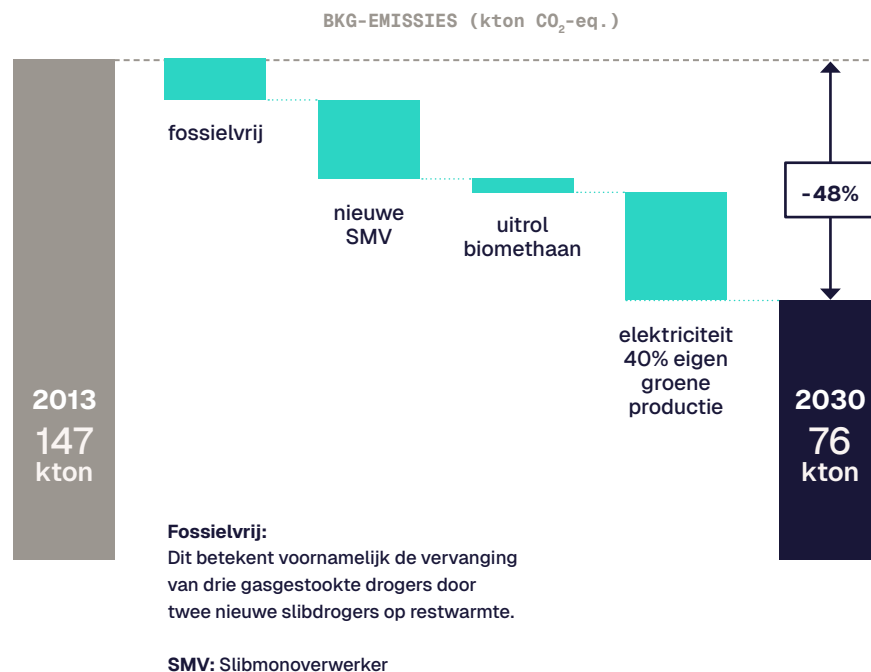 BKG-EMISSIES (kton CO₂-eq.)
fossielvrij
nieuwe
SMV
uitrol
biomethaan
-48%
elektriciteit
40% eigen
groene
productie
2013
147
kton
2030
76
kton
Fossielvrij:
Dit betekent voornamelijk de vervanging
van drie gasgestookte drogers door
twee nieuwe slibdrogers op restwarmte.
SMV: Slibmonoverwerker